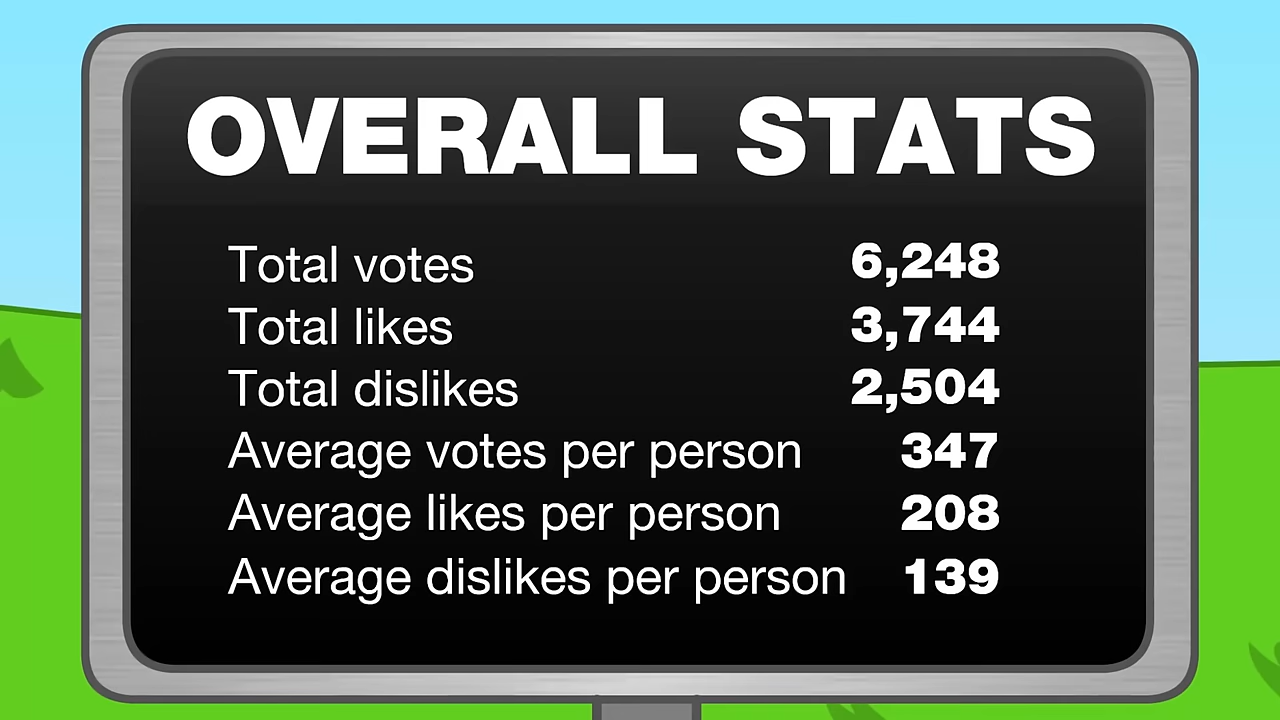 OVERALL STATS
Total votes 6,248
Total likes 3,744
Total dislikes 2,504
Average votes per person 347
Average likes per person 208
Average dislikes per person 139